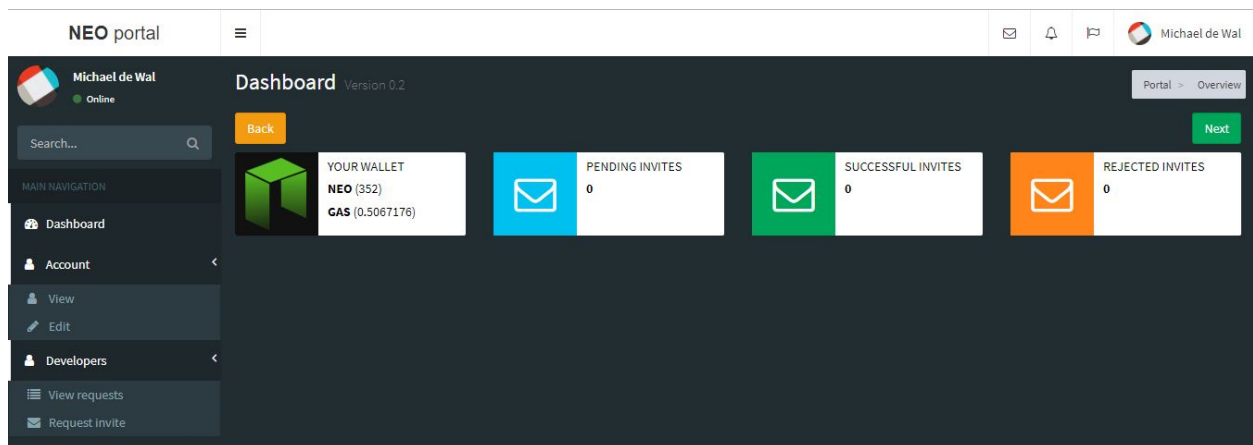 NEO portal
Michael de Wal
Michael de Wal
Online
Search...
MAIN NAVIGATION
Dashboard
Account
View
Edit
Developers
View requests
Request invite
Dashboard Version 0.2
Portal > Overview
Back
Next
YOUR WALLET
NEO (352)
GAS (0.5067176)
PENDING INVITES
0
SUCCESSFUL INVITES
0
REJECTED INVITES
0